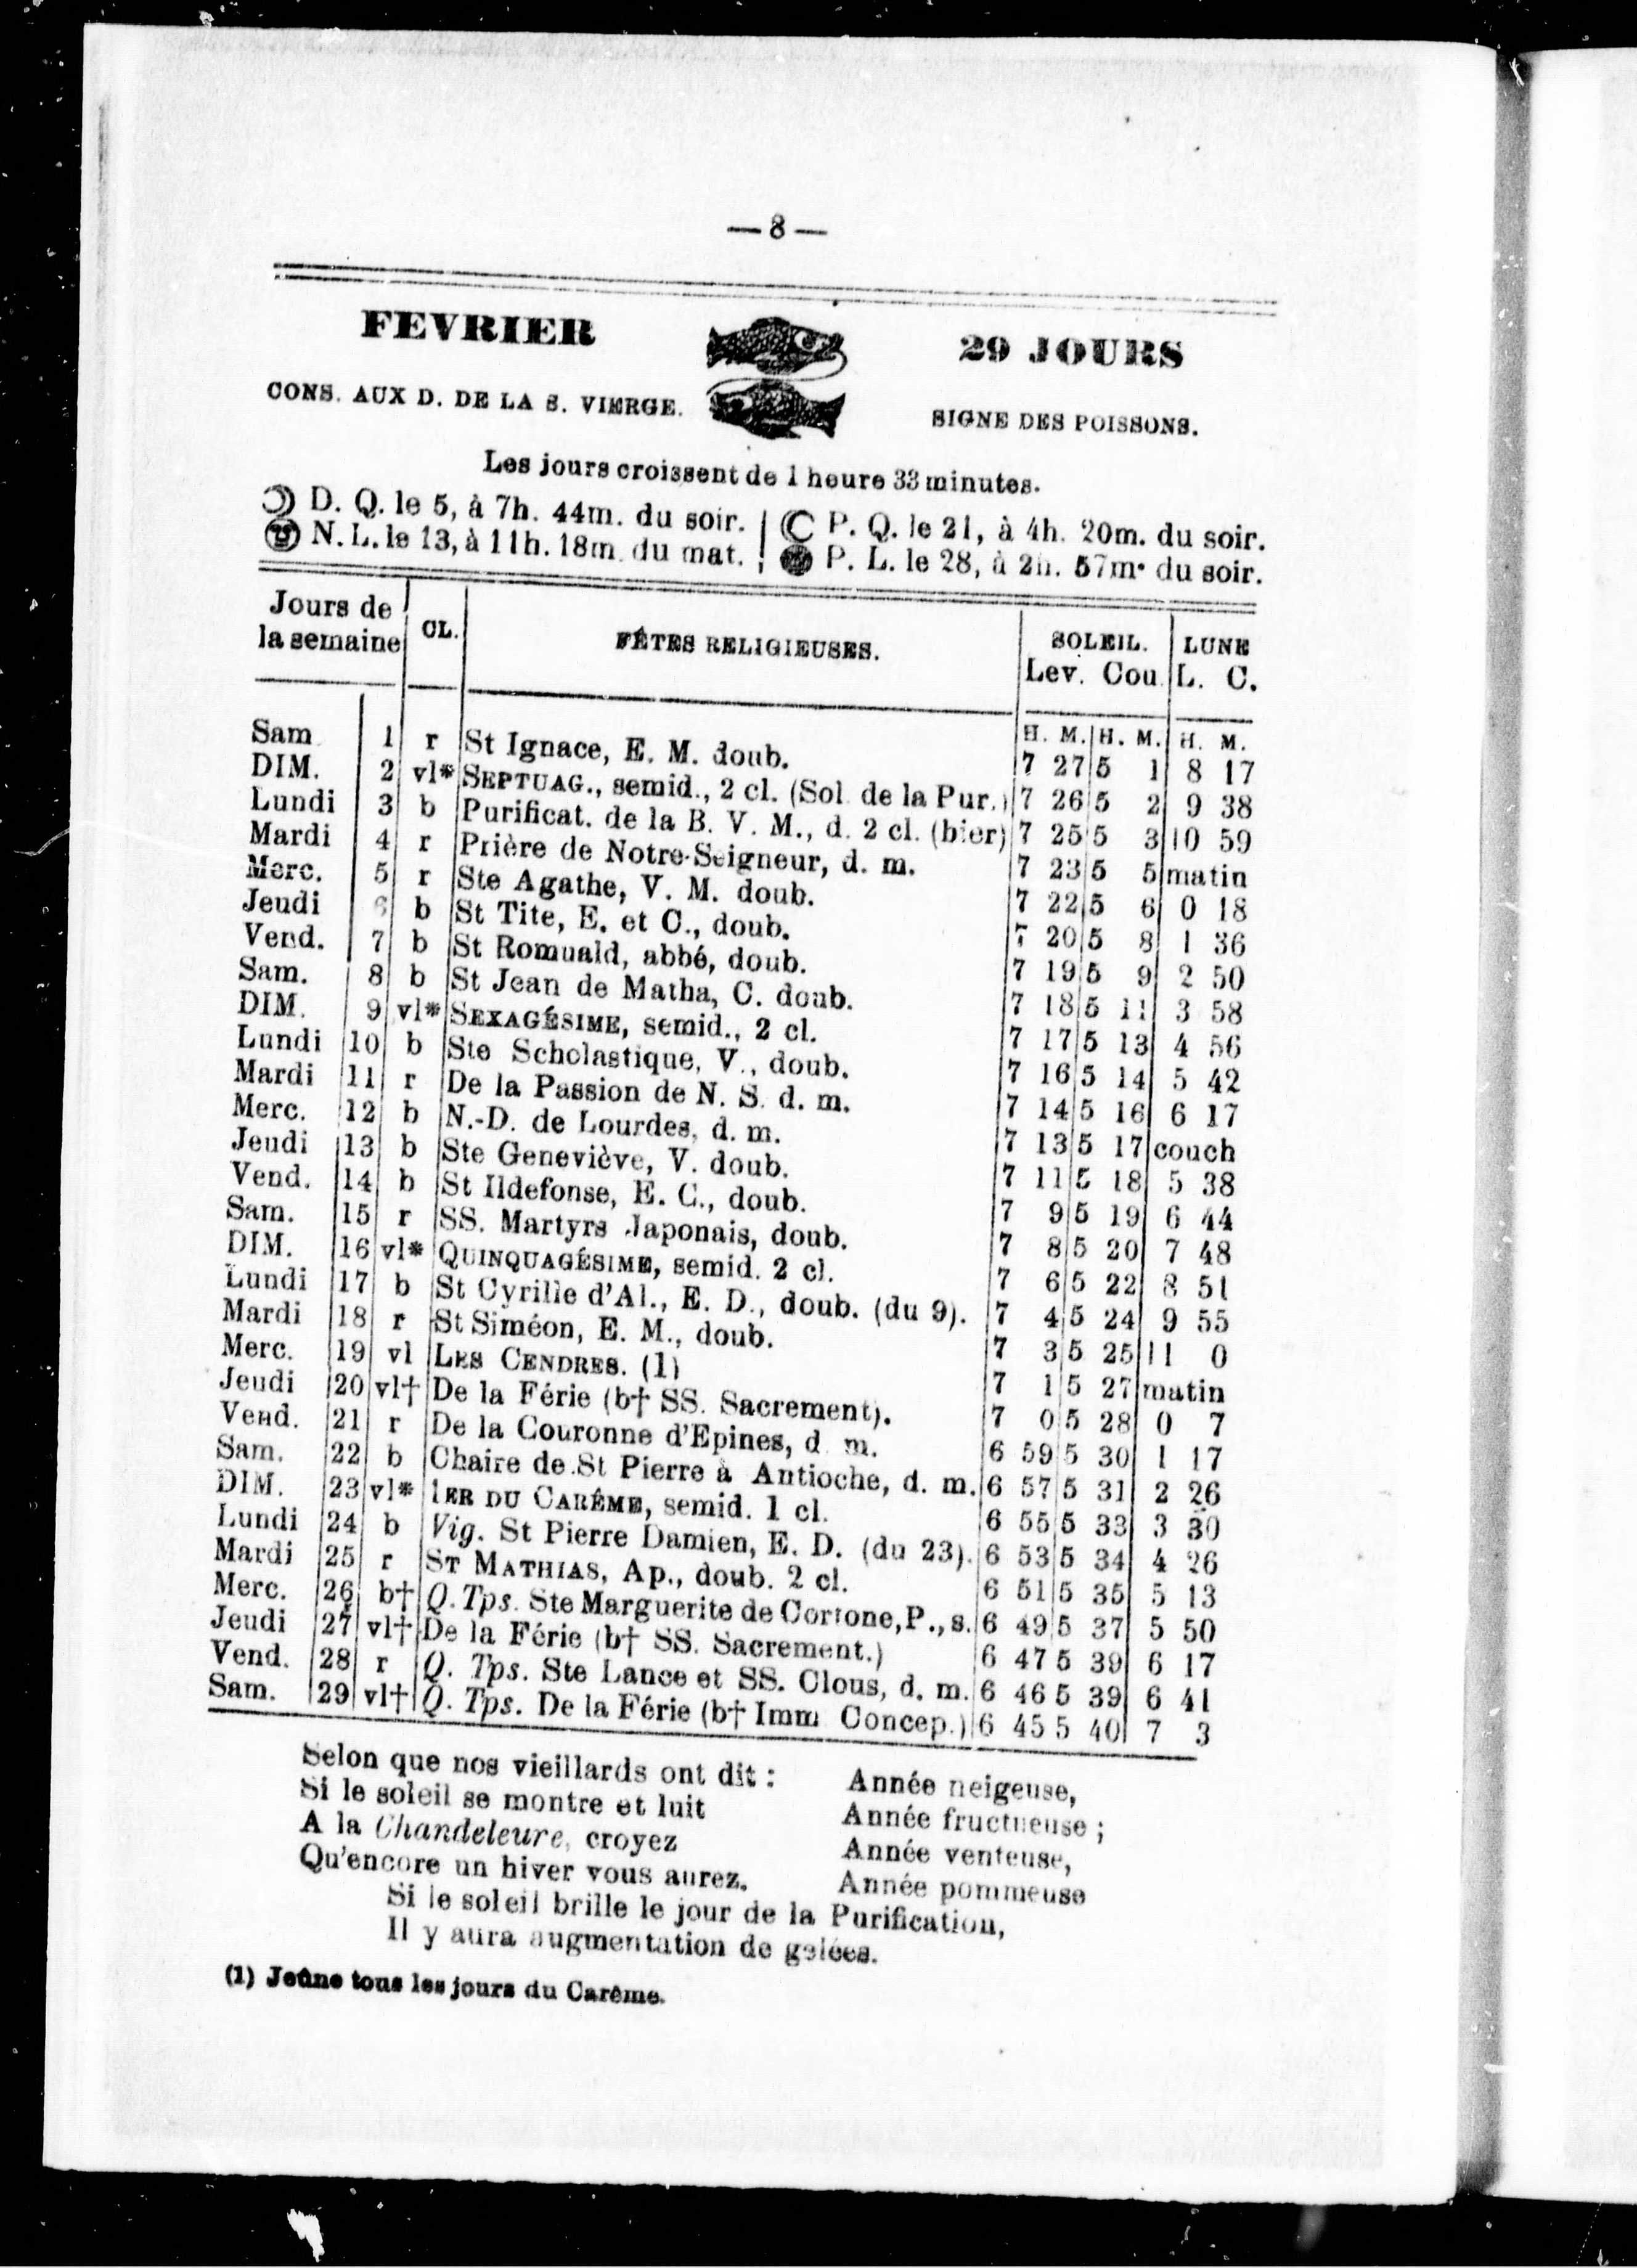 — 8 —
FEVRIER
29 JOURS
CONS. AUX D. DE LA S. VIERGE.
SIGNE DES POISSONS.
Les jours croissent de 1 heure 33 minutes.
D. Q. le 5, à 7h. 44m. du soir. | P. Q. le 21, à 4h. 20m. du soir.
N. L. le 13, à 11h. 18m. du mat. | P. L. le 28, à 2h. 57m. du soir.
Jours de la semaine | CL. | FÊTES RELIGIEUSES. | SOLEIL. Lev. Cou. | LUNE L. C.
H. M. | H. M. | H. M.
Sam 1 r St Ignace, E. M. doub. 7 27 5 1 8 17
DIM. 2 vl* SEPTUAG., semid., 2 cl. (Sol. de la Pur.) 7 26 5 2 9 38
Lundi 3 b Purificat. de la B. V. M., d. 2 cl. (hier) 7 25 5 3 10 59
Mardi 4 r Prière de Notre-Seigneur, d. m. 7 23 5 5 matin
Merc. 5 r Ste Agathe, V. M. doub. 7 22 5 6 0 18
Jeudi 6 b St Tite, E. et C., doub. 7 20 5 8 1 36
Vend. 7 b St Romuald, abbé, doub. 7 19 5 9 2 50
Sam. 8 b St Jean de Matha, C. doub. 7 18 5 11 3 58
DIM. 9 vl* SEXAGÉSIME, semid., 2 cl. 7 17 5 13 4 56
Lundi 10 b Ste Scholastique, V., doub. 7 16 5 14 5 42
Mardi 11 r De la Passion de N. S. d. m. 7 14 5 16 6 17
Merc. 12 b N.-D. de Lourdes, d. m. 7 13 5 17 couch
Jeudi 13 b Ste Geneviève, V. doub. 7 11 5 18 5 38
Vend. 14 b St Ildefonse, E. C., doub. 7 9 5 19 6 44
Sam. 15 r SS. Martyrs Japonais, doub. 7 8 5 20 7 48
DIM. 16 vl* QUINQUAGÉSIME, semid. 2 cl. 7 6 5 22 8 51
Lundi 17 b St Cyrille d'Al., E. D., doub. (du 9). 7 4 5 24 9 55
Mardi 18 r St Siméon, E. M., doub. 7 3 5 25 11 0
Merc. 19 vl LES CENDRES. (1) 7 1 5 27 matin
Jeudi 20 vl† De la Férie (b† SS. Sacrement). 7 0 5 28 0 7
Vend. 21 r De la Couronne d'Epines, d. m. 6 59 5 30 1 17
Sam. 22 b Chaire de St Pierre à Antioche, d. m. 6 57 5 31 2 26
DIM. 23 vl* 1ER DU CARÊME, semid. 1 cl. 6 55 5 33 3 30
Lundi 24 b Vig. St Pierre Damien, E. D. (du 23). 6 53 5 34 4 26
Mardi 25 r ST MATHIAS, Ap., doub. 2 cl. 6 51 5 35 5 13
Merc. 26 b† Q. Tps. Ste Marguerite de Cortone, P., s. 6 49 5 37 5 50
Jeudi 27 vl† De la Férie (b† SS. Sacrement.) 6 47 5 39 6 17
Vend. 28 r Q. Tps. Ste Lance et SS. Clous, d. m. 6 46 5 39 6 41
Sam. 29 vl† Q. Tps. De la Férie (b† Imm. Concep.) 6 45 5 40 7 3
Selon que nos vieillards ont dit :
Si le soleil se montre et luit
A la Chandeleure, croyez
Qu'encore un hiver vous aurez.
Année neigeuse,
Année fructueuse ;
Année venteuse,
Année pommeuse
Si le soleil brille le jour de la Purification,
Il y aura augmentation de gelées.
(1) Jeûne tous les jours du Carême.